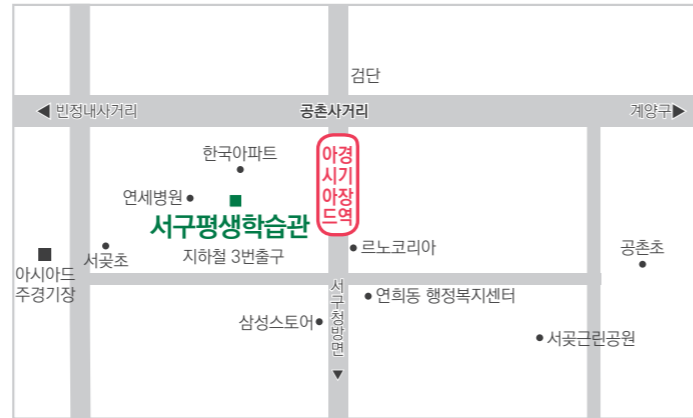 검단
◀ 빈정내사거리
공촌사거리
계양구▶
한국아파트
아시아드
경기장역
연세병원
서구평생학습관
지하철 3번출구
르노코리아
공촌초
서곶초
아시아드
주경기장
서구청방면
▼
연희동 행정복지센터
삼성스토어
서곶근린공원